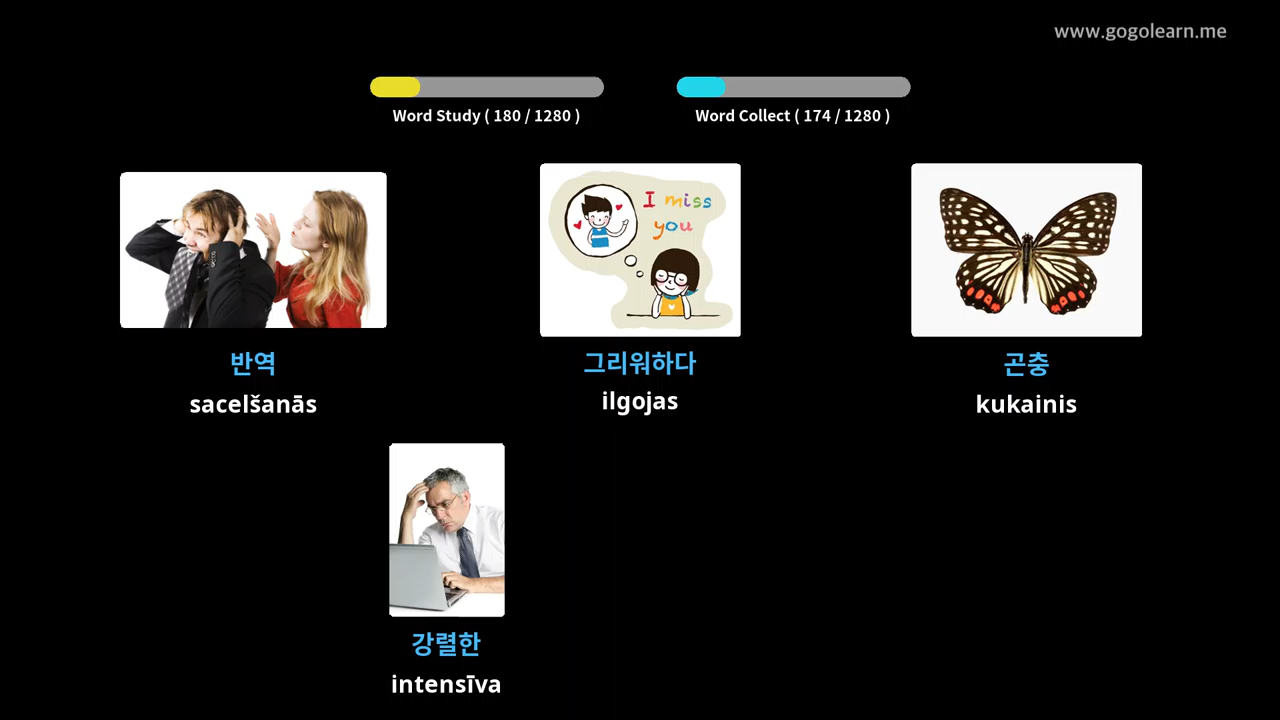 www.gogolearn.me
Word Study ( 180 / 1280 )
Word Collect ( 174 / 1280 )
I miss
you
반역
그리워하다
곤충
sacelšanās
ilgojas
kukainis
강렬한
intensīva